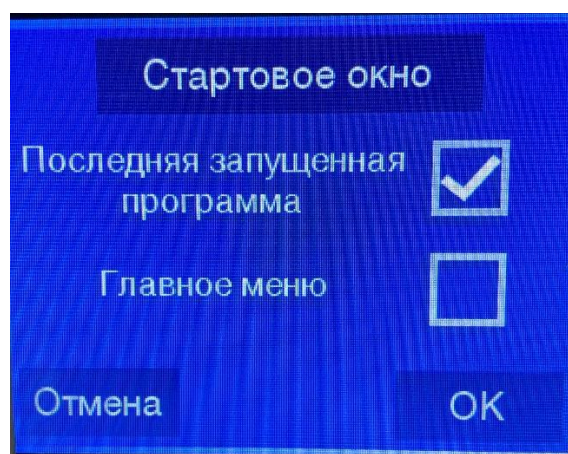 Стартовое окно
Последняя запущенная
программа
Главное меню
Отмена
OK